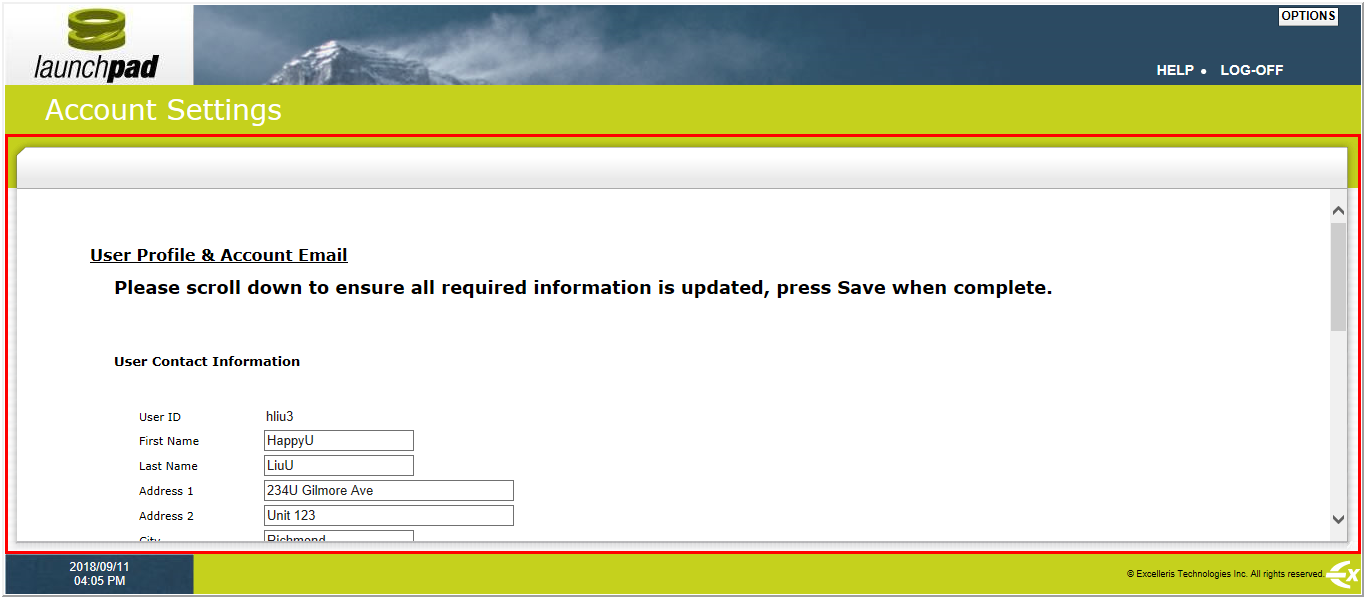 OPTIONS
launchpad
HELP • LOG-OFF
Account Settings
User Profile & Account Email
Please scroll down to ensure all required information is updated, press Save when complete.
User Contact Information
User ID hliu3
First Name HappyU
Last Name LiuU
Address 1 234U Gilmore Ave
Address 2 Unit 123
City Richmond
2018/09/11
04:05 PM
© Excelleris Technologies Inc. All rights reserved.